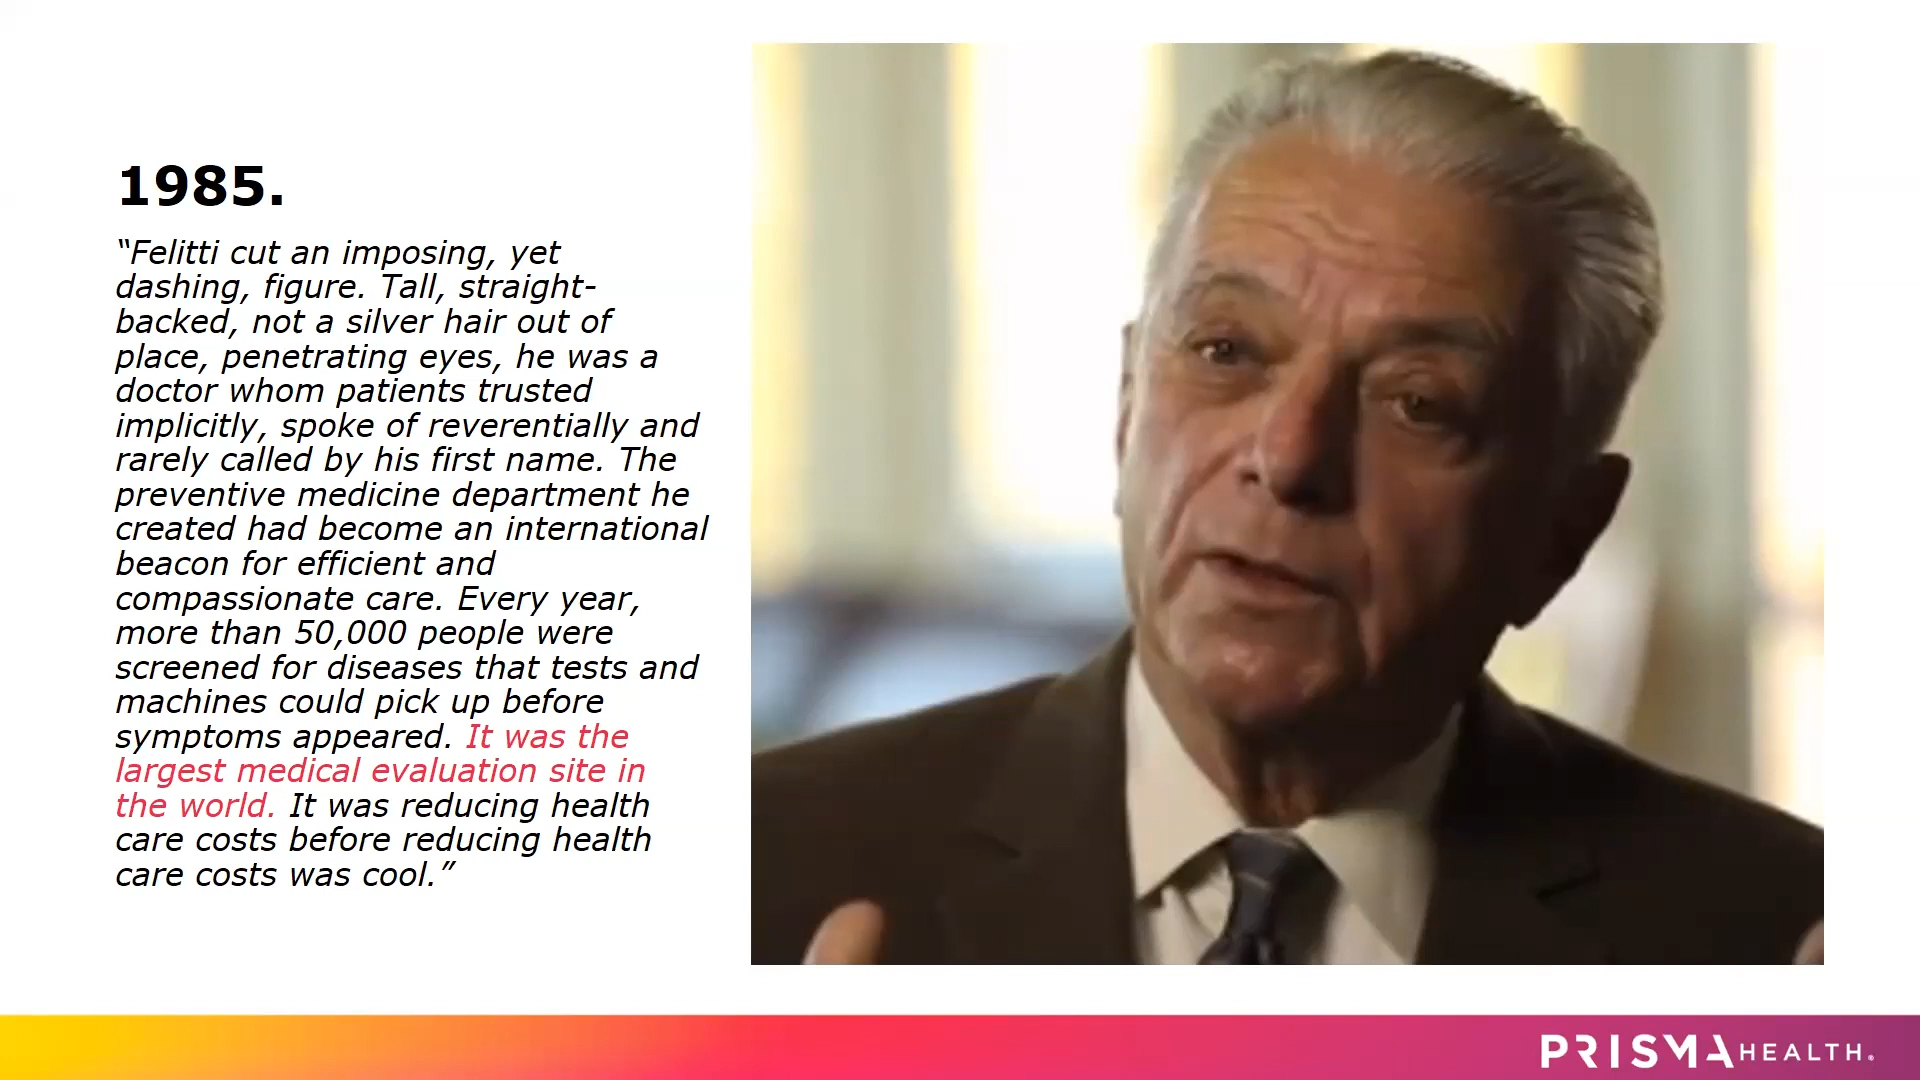 1985.
“Felitti cut an imposing, yet
dashing, figure. Tall, straight-
backed, not a silver hair out of
place, penetrating eyes, he was a
doctor whom patients trusted
implicitly, spoke of reverentially and
rarely called by his first name. The
preventive medicine department he
created had become an international
beacon for efficient and
compassionate care. Every year,
more than 50,000 people were
screened for diseases that tests and
machines could pick up before
symptoms appeared. It was the
largest medical evaluation site in
the world. It was reducing health
care costs before reducing health
care costs was cool.”
PRISMA HEALTH®